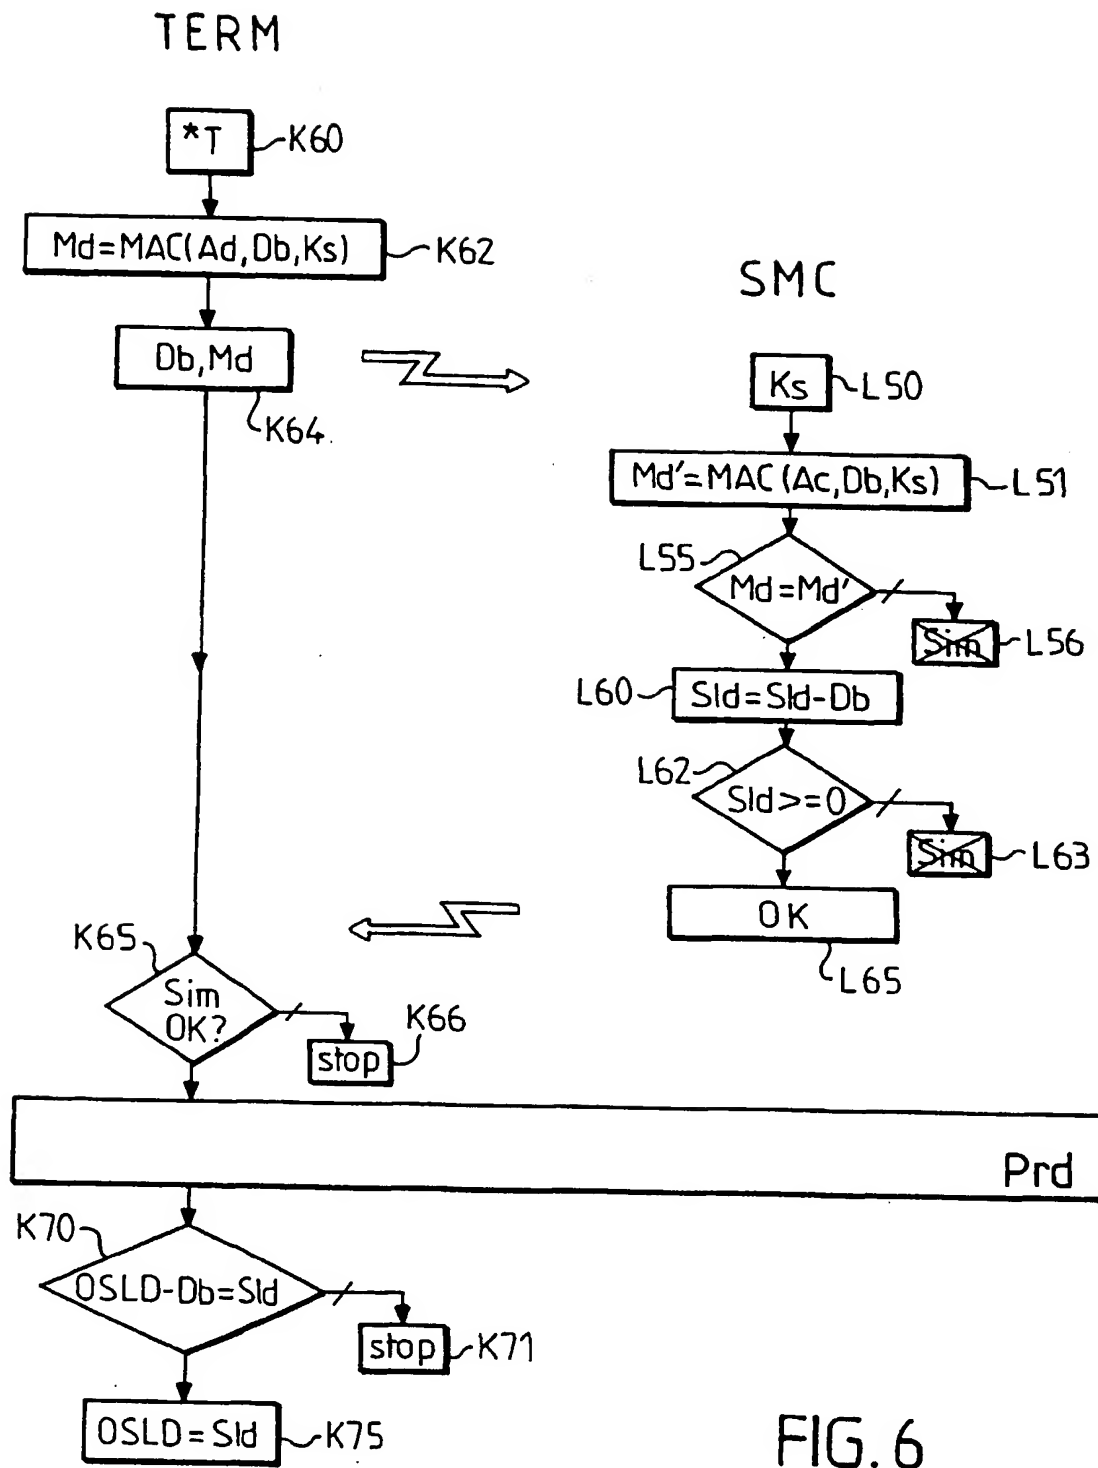 TERM
*T
K60
Md=MAC(Ad,Db,Ks)
K62
SMC
Db,Md
K64
Ks
L50
Md'=MAC(Ac,Db,Ks)
L51
L55
Md=Md'
Sim
L56
L60
Sld=Sld-Db
L62
Sld>=0
Sim
L63
OK
L65
K65
Sim
OK?
K66
stop
Prd
K70
OSLD-Db=Sld
stop
K71
OSLD=Sld
K75
FIG.6